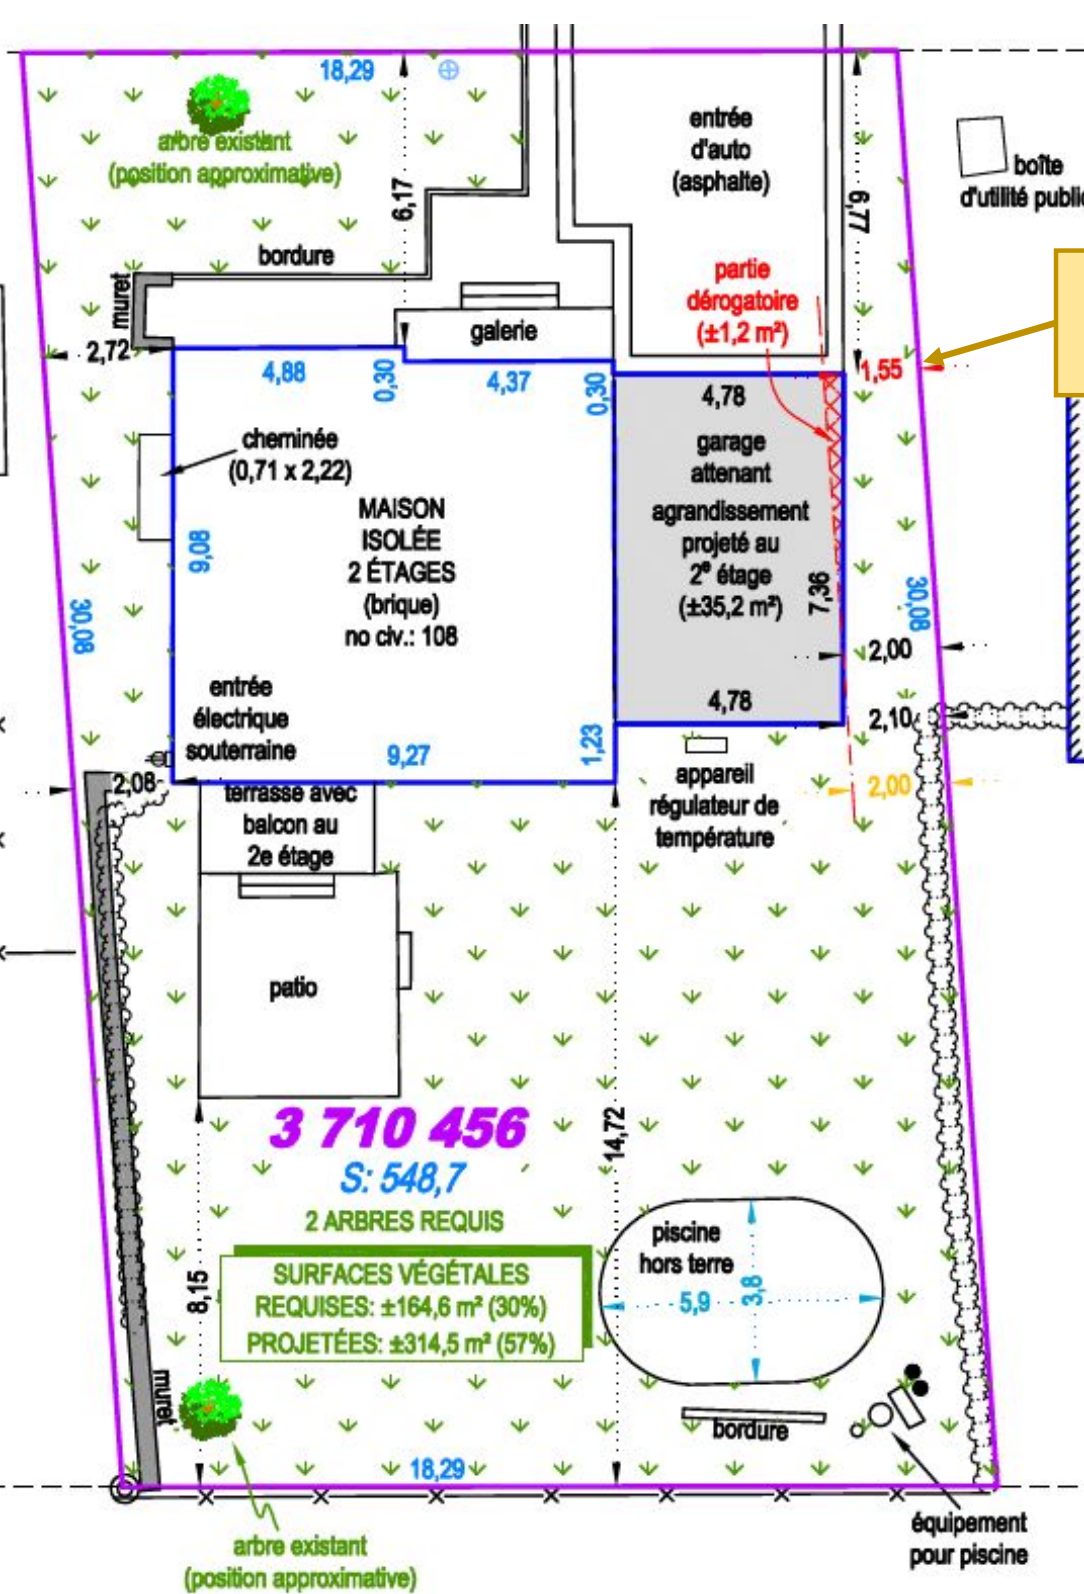 18,29
arbre existant
(position approximative)
6,17
entrée
d'auto
(asphalte)
6,77
boîte
d'utilité
bordure
muret
partie
dérogatoire
(±1,2 m²)
galerie
2,72
4,88
0,30
4,37
0,30
4,78
1,55
cheminée
(0,71 x 2,22)
garage
attenant
agrandissement
projeté au
2e étage
(±35,2 m²)
MAISON
ISOLÉE
2 ÉTAGES
(brique)
no civ.: 108
9,08
7,36
30,08
30,08
2,00
entrée
électrique
souterraine
4,78
2,10
9,27
1,23
2,08
terrasse avec
balcon au
2e étage
appareil
régulateur de
température
2,00
patio
3 710 456
S: 548,7
2 ARBRES REQUIS
14,72
SURFACES VÉGÉTALES
REQUISES: ±164,6 m² (30%)
PROJETÉES: ±314,5 m² (57%)
8,15
piscine
hors terre
5,9
3,8
muret
bordure
18,29
arbre existant
(position approximative)
équipement
pour piscine